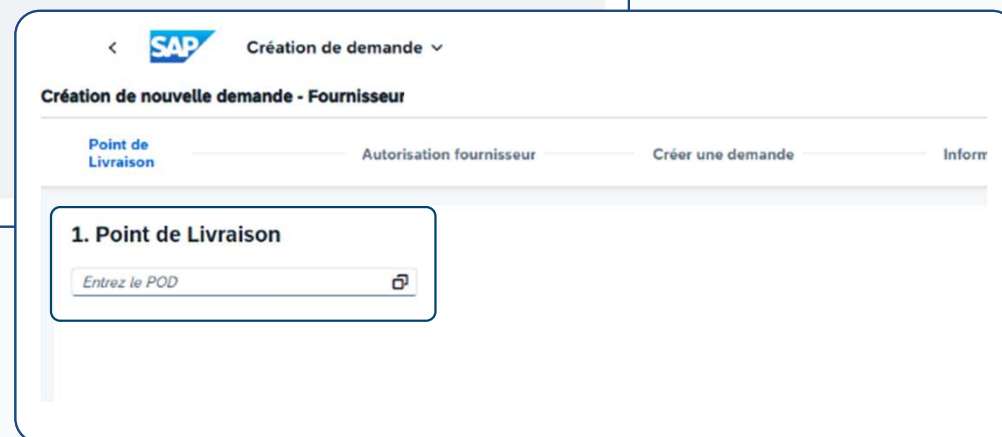 SAP Création de demande
Création de nouvelle demande - Fournisseur
Point de
Livraison
Autorisation fournisseur
Créer une demande
Inform
1. Point de Livraison
Entrez le POD